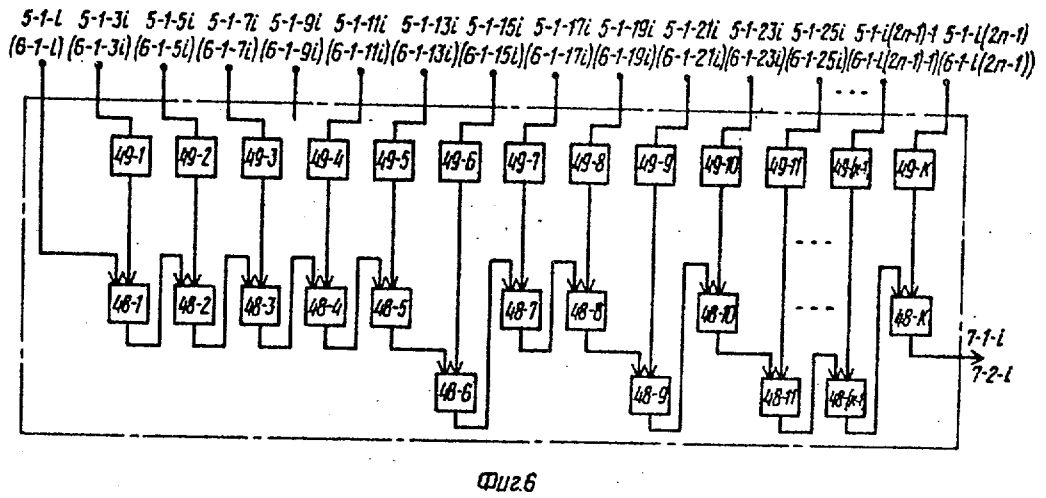 5-1-i 5-1-3i 5-1-5i 5-1-7i 5-1-9i 5-1-11i 5-1-13i 5-1-15i 5-1-17i 5-1-19i 5-1-21i 5-1-23i 5-1-25i 5-1-i(2n-1)-1 5-1-i(2n-1)
(6-1-i) (6-1-3i) (6-1-5i) (6-1-7i) (6-1-9i) (6-1-11i) (6-1-13i) (6-1-15i) (6-1-17i) (6-1-19i) (6-1-21i) (6-1-23i) (6-1-25i) (6-1-i(2n-1)-1) (6-1-i(2n-1))
...
49-1 49-2 49-3 49-4 49-5 49-6 49-7 49-8 49-9 49-10 49-11 49-(к-1) 49-К
...
48-1 48-2 48-3 48-4 48-5 48-7 48-8 48-10 ... 48-К
7-1-i
7-2-i
48-6 48-9 48-11 48-(к-1)
Фиг.6